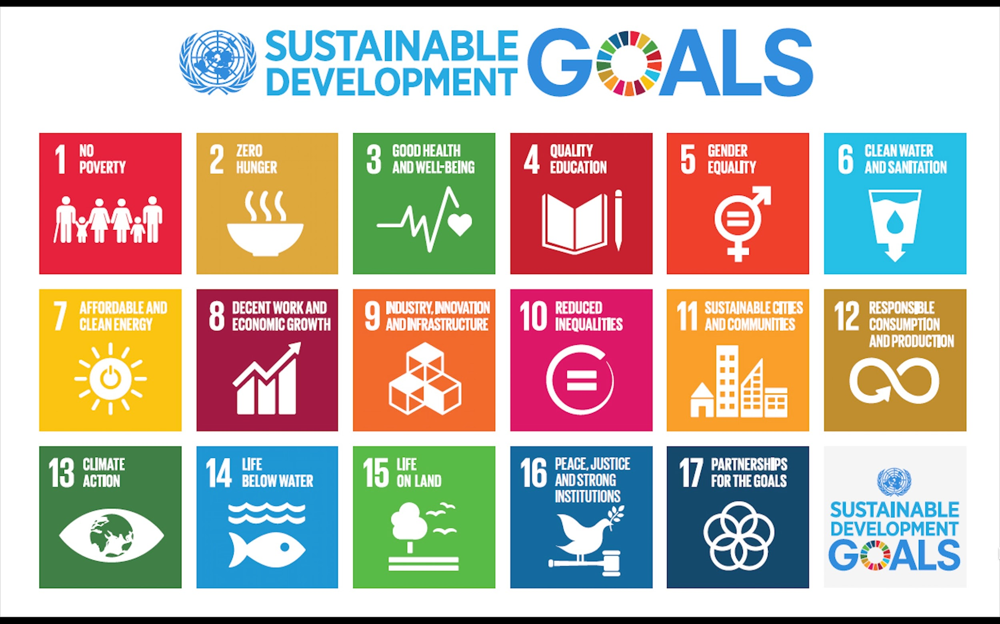 SUSTAINABLE
DEVELOPMENT
GOALS
1 NO
POVERTY
2 ZERO
HUNGER
3 GOOD HEALTH
AND WELL-BEING
4 QUALITY
EDUCATION
5 GENDER
EQUALITY
6 CLEAN WATER
AND SANITATION
7 AFFORDABLE AND
CLEAN ENERGY
8 DECENT WORK AND
ECONOMIC GROWTH
9 INDUSTRY, INNOVATION
AND INFRASTRUCTURE
10 REDUCED
INEQUALITIES
11 SUSTAINABLE CITIES
AND COMMUNITIES
12 RESPONSIBLE
CONSUMPTION
AND PRODUCTION
13 CLIMATE
ACTION
14 LIFE
BELOW WATER
15 LIFE
ON LAND
16 PEACE, JUSTICE
AND STRONG
INSTITUTIONS
17 PARTNERSHIPS
FOR THE GOALS
SUSTAINABLE
DEVELOPMENT
GOALS